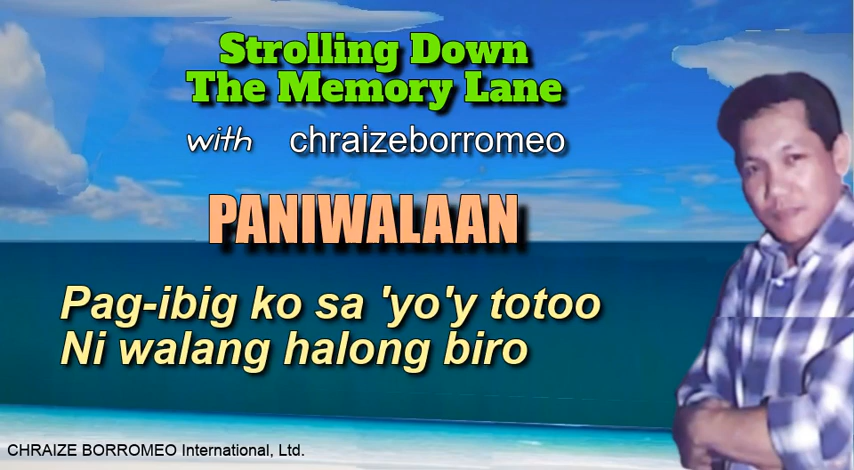 Strolling Down
The Memory Lane
with chraizeborromeo
PANIWALAAN
Pag-ibig ko sa 'yo'y totoo
Ni walang halong biro
CHRAIZE BORROMEO International, Ltd.